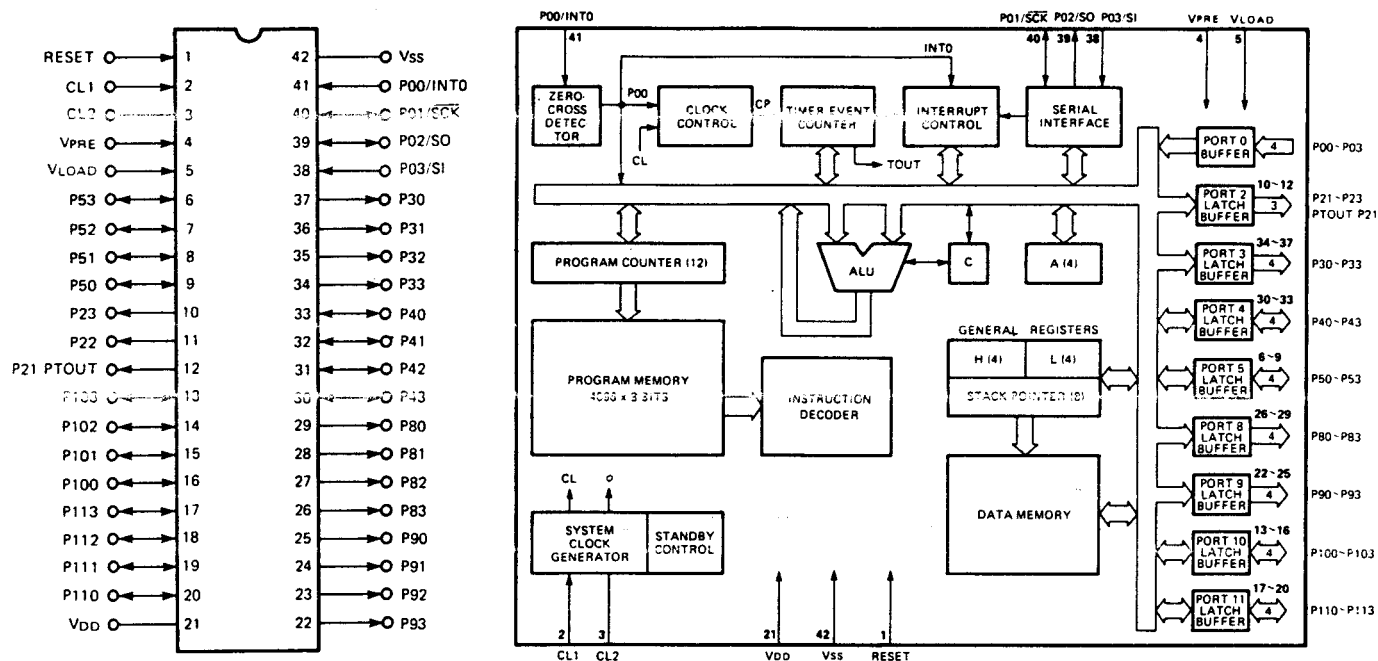 RESET 1 42 VSS
CL1 2 41 P00/INT0
CL2 3 40 P01/SCK
VPRE 4 39 P02/SO
VLOAD 5 38 P03/SI
P53 6 37 P30
P52 7 36 P31
P51 8 35 P32
P50 9 34 P33
P23 10 33 P40
P22 11 32 P41
P21 PTOUT 12 31 P42
P103 13 30 P43
P102 14 29 P80
P101 15 28 P81
P100 16 27 P82
P113 17 26 P83
P112 18 25 P90
P111 19 24 P91
P110 20 23 P92
VDD 21 22 P93
P00/INT0
41
P01/SCK P02/SO P03/SI
40 39 38
VPRE VLOAD
4 5
INT0
ZERO-
CROSS
DETEC
TOR
P00
CLOCK
CONTROL
CL
CP
TIMER EVENT
COUNTER
TOUT
INTERRUPT
CONTROL
SERIAL
INTERFACE
PROGRAM COUNTER (12)
ALU
C
A (4)
PROGRAM MEMORY
INSTRUCTION
DECODER
GENERAL REGISTERS
H (4) L (4)
STACK POINTER (8)
DATA MEMORY
CL
SYSTEM
CLOCK
GENERATOR
STANDBY
CONTROL
2 3
CL1 CL2
21 42 1
VDD VSS RESET
PORT 0
BUFFER
4
P00~P03
PORT 2
LATCH
BUFFER
10~12
3
P21~P23
PTOUT P21
PORT 3
LATCH
BUFFER
34~37
4
P30~P33
PORT 4
LATCH
BUFFER
30~33
4
P40~P43
PORT 5
LATCH
BUFFER
6~9
4
P50~P53
PORT 8
LATCH
BUFFER
26~29
4
P80~P83
PORT 9
LATCH
BUFFER
22~25
4
P90~P93
PORT 10
LATCH
BUFFER
13~16
4
P100~P103
PORT 11
LATCH
BUFFER
17~20
4
P110~P113